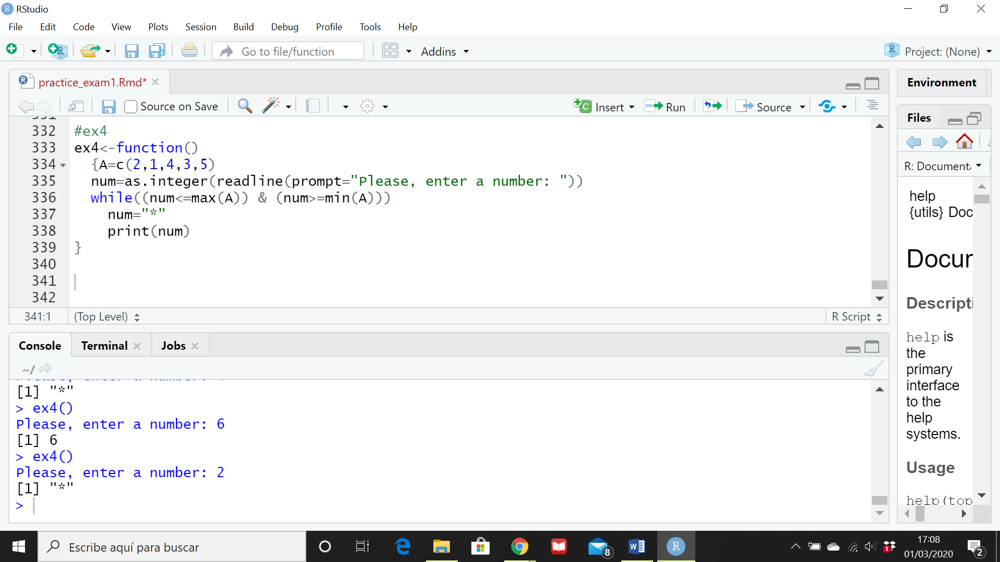 RStudio
File Edit Code View Plots Session Build Debug Profile Tools Help
Go to file/function Addins Project: (None)
practice_exam1.Rmd*
Source on Save Insert Run Source
331
332 #ex4
333 ex4<-function()
334 {A=c(2,1,4,3,5)
335 num=as.integer(readline(prompt="Please, enter a number: "))
336 while((num<=max(A)) & (num>=min(A)))
337 num="*"
338 print(num)
339 }
340
341
342
341:1 (Top Level) R Script
Console Terminal Jobs
~/
Please, enter a number:
[1] "*"
> ex4()
Please, enter a number: 6
[1] 6
> ex4()
Please, enter a number: 2
[1] "*"
>
Environment
Files
R: Documenta
help
{utils} Doc
Docur
Descripti
help is
the
primary
interface
to the
help
systems.
Usage
help(top
Escribe aquí para buscar
8
1
17:08
01/03/2020
2